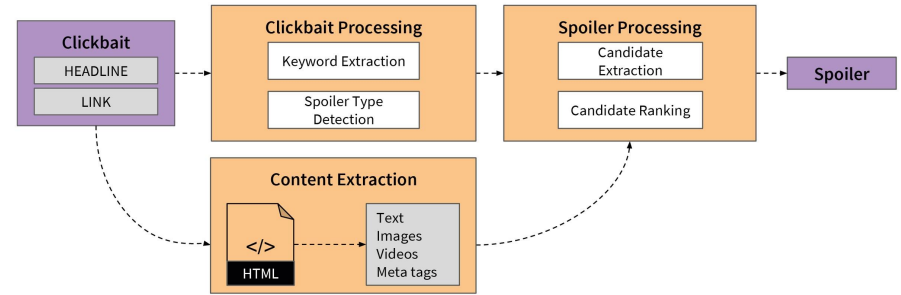 Clickbait
HEADLINE
LINK
Clickbait Processing
Keyword Extraction
Spoiler Type
Detection
Spoiler Processing
Candidate
Extraction
Candidate Ranking
Spoiler
Content Extraction
</>
HTML
Text
Images
Videos
Meta tags